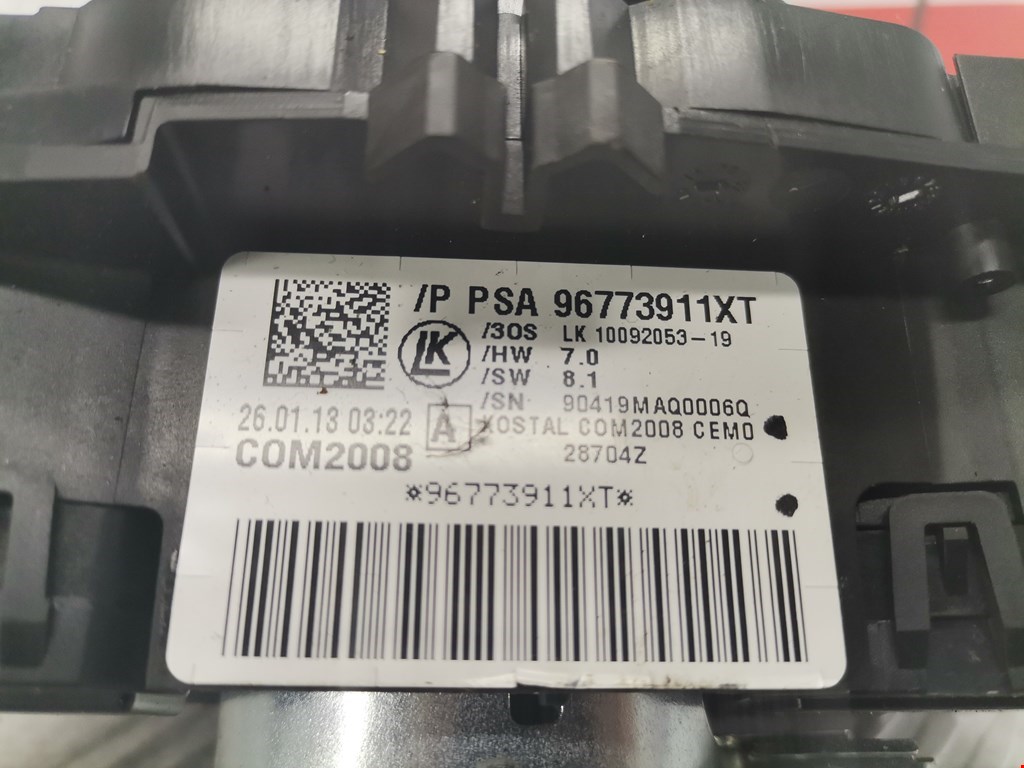 /P PSA 96773911XT
LK
/3OS LK 10092053-19
/HW 7.0
/SW 8.1
/SN 90419MAQ0006Q
26.01.13 03:22 A KOSTAL COM2008 CEM0
COM2008 28704Z
*96773911XT*